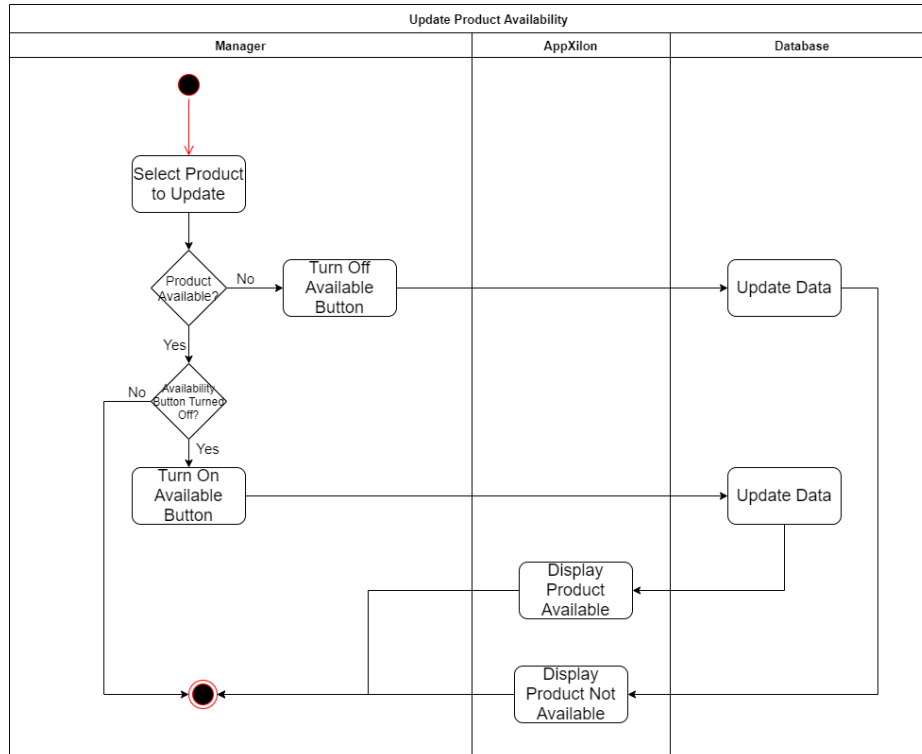 Update Product Availability
Manager
AppXilon
Database
Select Product
to Update
Product
Available?
No
Turn Off
Available
Button
Update Data
Yes
No
Availability
Button Turned
Off?
Yes
Turn On
Available
Button
Update Data
Display
Product
Available
Display
Product Not
Available